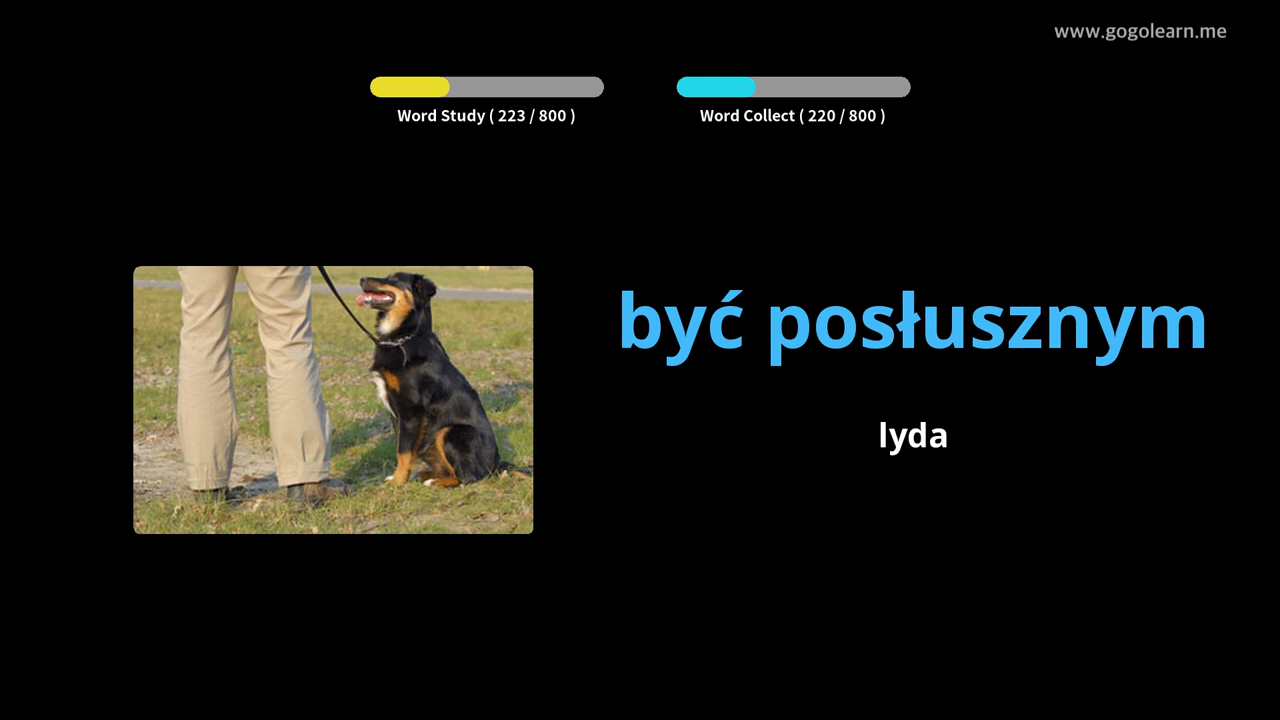 www.gogolearn.me
Word Study ( 223 / 800 )
Word Collect ( 220 / 800 )
być posłusznym
lyda